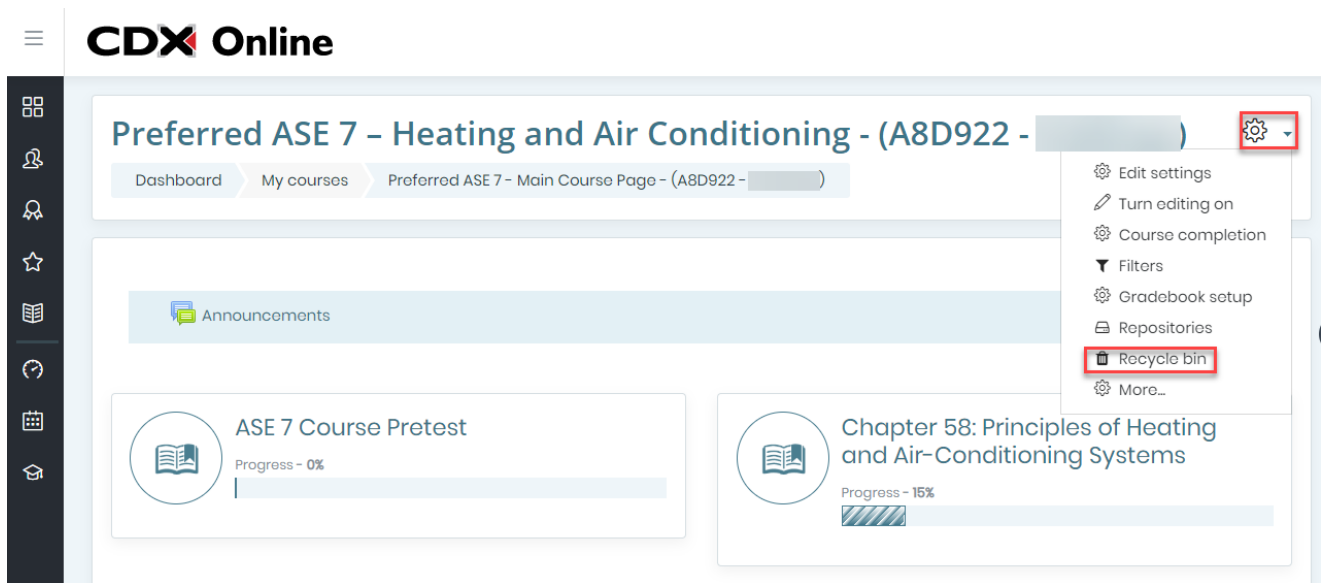 CDX Online
Preferred ASE 7 – Heating and Air Conditioning - (A8D922 - )
Dashboard My courses Preferred ASE 7 - Main Course Page - (A8D922 - )
Edit settings
Turn editing on
Course completion
Filters
Gradebook setup
Repositories
Recycle bin
More...
Announcements
ASE 7 Course Pretest
Progress - 0%
Chapter 58: Principles of Heating
and Air-Conditioning Systems
Progress - 15%